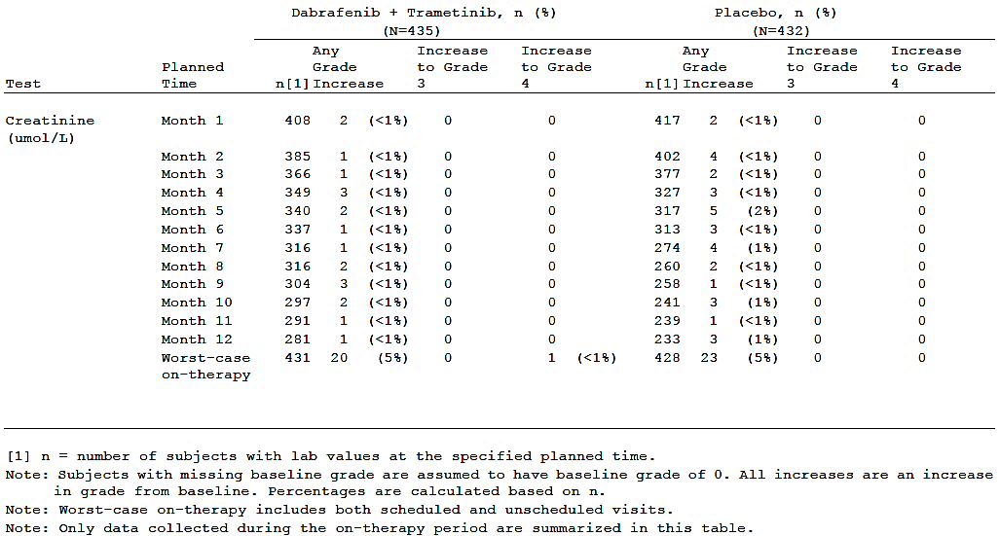 Dabrafenib + Trametinib, n (%) Placebo, n (%)
(N=435) (N=432)
Any Increase Increase Any Increase Increase
Planned Grade to Grade to Grade Grade to Grade to Grade
Test Time n[1] Increase 3 4 n[1] Increase 3 4
Creatinine Month 1 408 2 (<1%) 0 0 417 2 (<1%) 0 0
(umol/L)
Month 2 385 1 (<1%) 0 0 402 4 (<1%) 0 0
Month 3 366 1 (<1%) 0 0 377 2 (<1%) 0 0
Month 4 349 3 (<1%) 0 0 327 3 (<1%) 0 0
Month 5 340 2 (<1%) 0 0 317 5 (2%) 0 0
Month 6 337 1 (<1%) 0 0 313 3 (<1%) 0 0
Month 7 316 1 (<1%) 0 0 274 4 (1%) 0 0
Month 8 316 2 (<1%) 0 0 260 2 (<1%) 0 0
Month 9 304 3 (<1%) 0 0 258 1 (<1%) 0 0
Month 10 297 2 (<1%) 0 0 241 3 (1%) 0 0
Month 11 291 1 (<1%) 0 0 239 1 (<1%) 0 0
Month 12 281 1 (<1%) 0 0 233 3 (1%) 0 0
Worst-case 431 20 (5%) 0 1 (<1%) 428 23 (5%) 0 0
on-therapy
[1] n = number of subjects with lab values at the specified planned time.
Note: Subjects with missing baseline grade are assumed to have baseline grade of 0. All increases are an increase
in grade from baseline. Percentages are calculated based on n.
Note: Worst-case on-therapy includes both scheduled and unscheduled visits.
Note: Only data collected during the on-therapy period are summarized in this table.